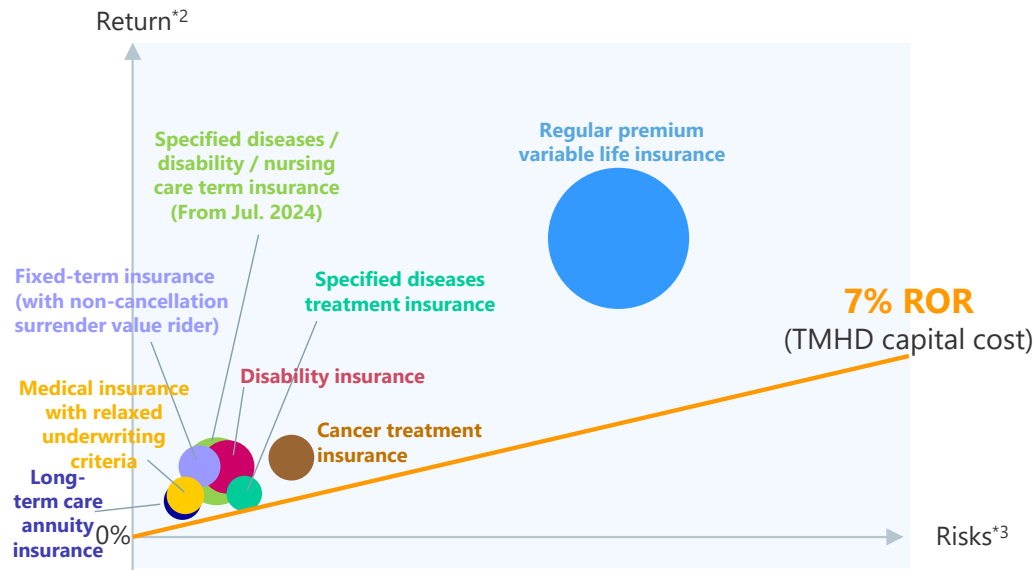 Return*2
Specified diseases /
disability / nursing
care term insurance
(From Jul. 2024)
Regular premium
variable life insurance
Fixed-term insurance
(with non-cancellation
surrender value rider)
Specified diseases
treatment insurance
7% ROR
(TMHD capital cost)
Disability insurance
Medical insurance
with relaxed
underwriting
criteria
Cancer treatment
insurance
Long-
term care
annuity
insurance
0%
Risks*3